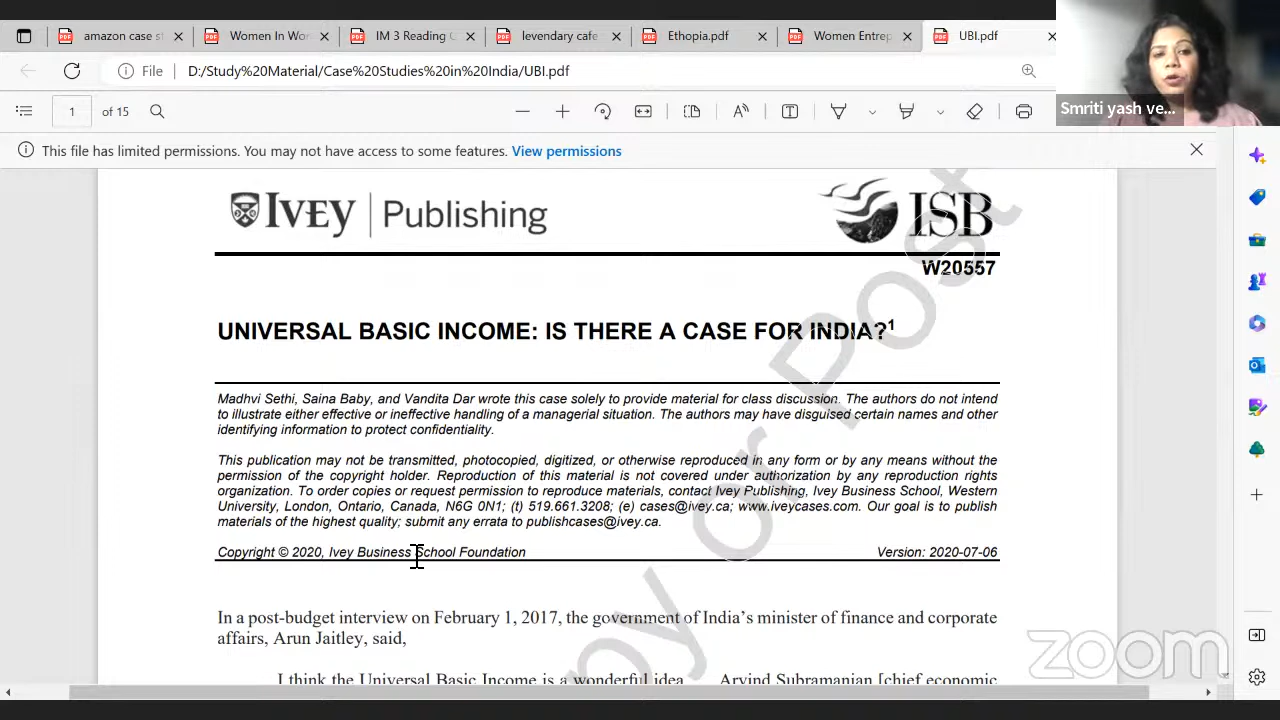 amazon case s
Women In Wor
IM 3 Reading C
levendary cafe
Ethopia.pdf
Women Entrep
UBI.pdf
File
D:/Study%20Material/Case%20Studies%20in%20India/UBI.pdf
Smriti yash ve...
1
of 15
This file has limited permissions. You may not have access to some features. View permissions
IVEY | Publishing
ISB
W20557
UNIVERSAL BASIC INCOME: IS THERE A CASE FOR INDIA?1
Madhvi Sethi, Saina Baby, and Vandita Dar wrote this case solely to provide material for class discussion. The authors do not intend
to illustrate either effective or ineffective handling of a managerial situation. The authors may have disguised certain names and other
identifying information to protect confidentiality.
This publication may not be transmitted, photocopied, digitized, or otherwise reproduced in any form or by any means without the
permission of the copyright holder. Reproduction of this material is not covered under authorization by any reproduction rights
organization. To order copies or request permission to reproduce materials, contact Ivey Publishing, Ivey Business School, Western
University, London, Ontario, Canada, N6G 0N1; (t) 519.661.3208; (e) cases@ivey.ca; www.iveycases.com. Our goal is to publish
materials of the highest quality; submit any errata to publishcases@ivey.ca.
Copyright © 2020, Ivey Business School Foundation
Version: 2020-07-06
In a post-budget interview on February 1, 2017, the government of India's minister of finance and corporate
affairs, Arun Jaitley, said,
I think the Universal Basic Income is a wonderful idea. . . . Arvind Subramanian [chief economic
py or Post
zoom